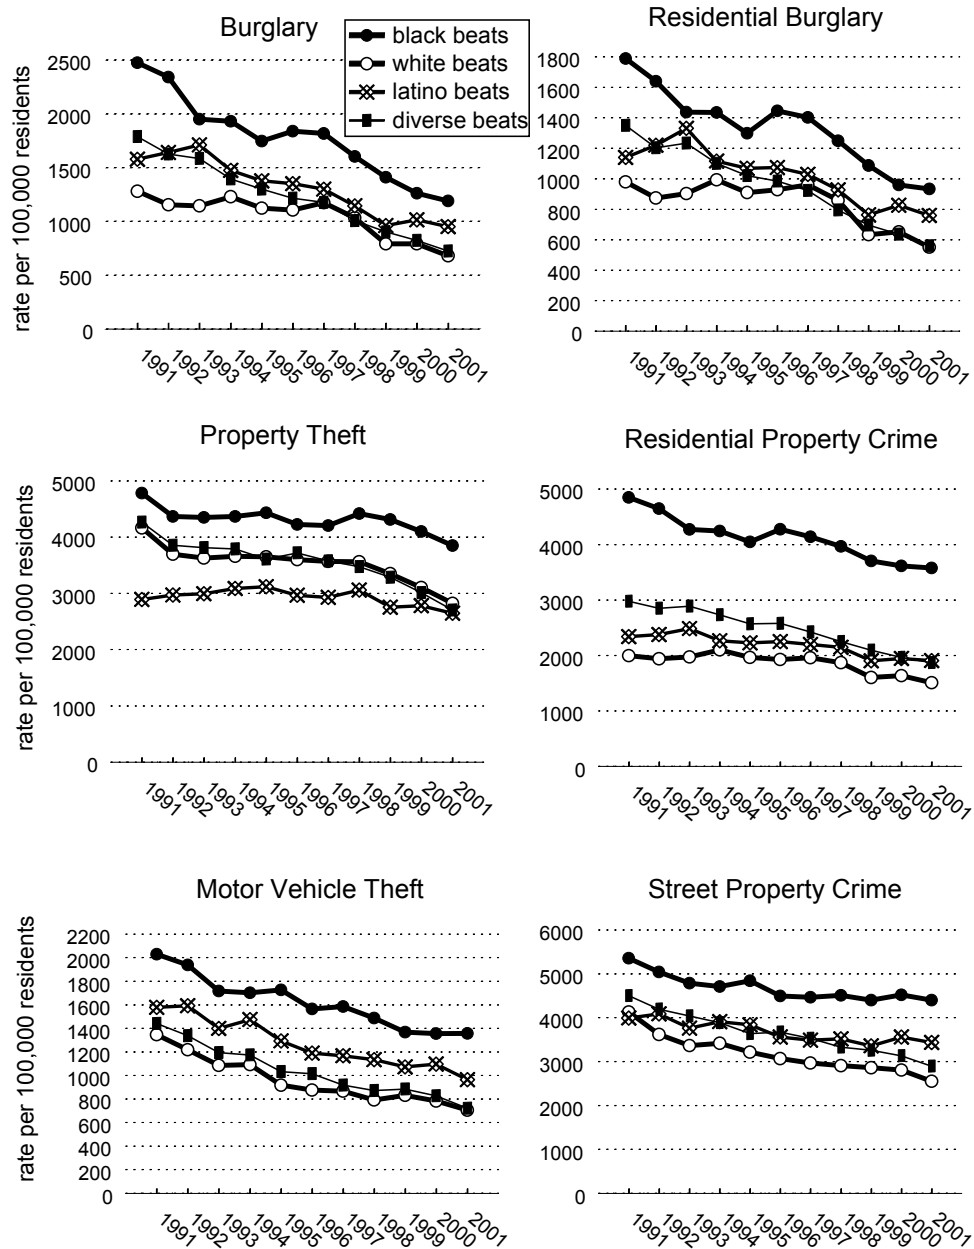 Burglary
black beats
white beats
latino beats
diverse beats
rate per 100,000 residents
2500
2000
1500
1000
500
0
1991 1992 1993 1994 1995 1996 1997 1998 1999 2000 2001
Residential Burglary
1800
1600
1400
1200
1000
800
600
400
200
0
1991 1992 1993 1994 1995 1996 1997 1998 1999 2000 2001
Property Theft
rate per 100,000 residents
5000
4000
3000
2000
1000
0
1991 1992 1993 1994 1995 1996 1997 1998 1999 2000 2001
Residential Property Crime
5000
4000
3000
2000
1000
0
1991 1992 1993 1994 1995 1996 1997 1998 1999 2000 2001
Motor Vehicle Theft
rate per 100,000 residents
2200
2000
1800
1600
1400
1200
1000
800
600
400
200
0
1991 1992 1993 1994 1995 1996 1997 1998 1999 2000 2001
Street Property Crime
6000
5000
4000
3000
2000
1000
0
1991 1992 1993 1994 1995 1996 1997 1998 1999 2000 2001